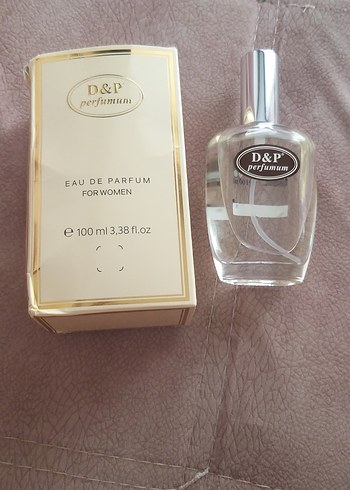 D&P
perfumum
EAU DE PARFUM
FOR WOMEN
℮ 100 ml 3,38 fl.oz
D&P®
perfumum